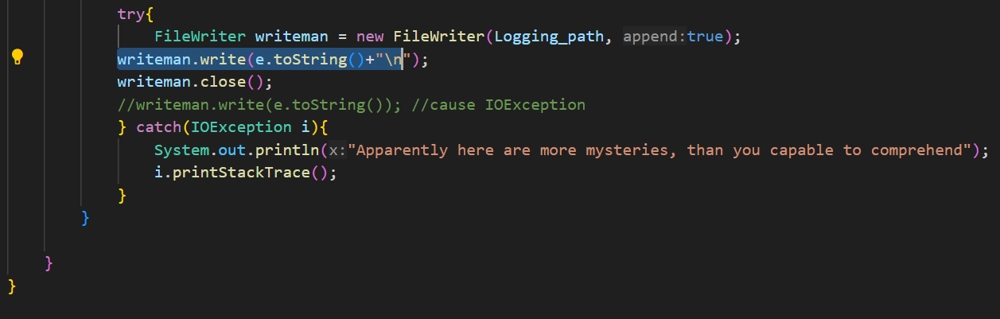 try{
FileWriter writeman = new FileWriter(Logging_path, append:true);
writeman.write(e.toString()+"\n");
writeman.close();
//writeman.write(e.toString()); //cause IOException
} catch(IOException i){
System.out.println(x:"Apparently here are more mysteries, than you capable to comprehend");
i.printStackTrace();
}
}
}
}